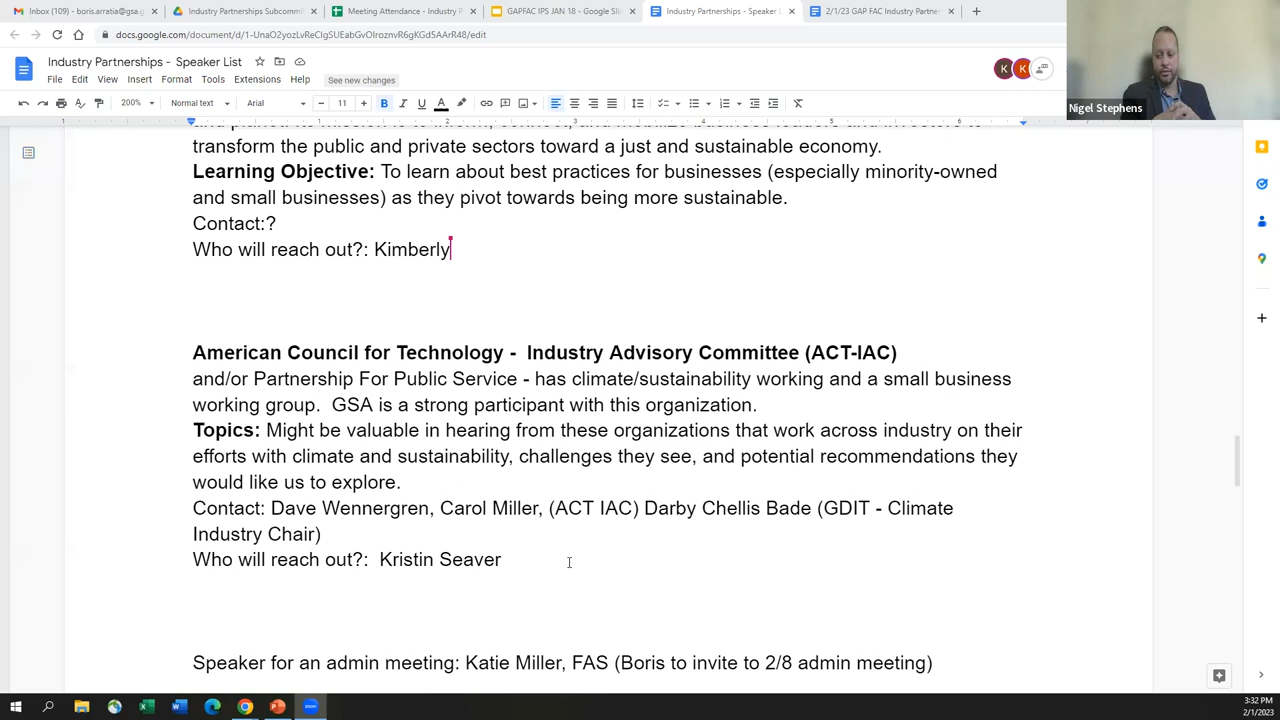 Inbox (109) - boris.arratia@gsa.g
Industry Partnerships Subcommi
Meeting Attendance - Industry P
GAPFAC IPS JAN 18 - Google Slid
Industry Partnerships - Speaker L
2/1/23 GAP FAC Industry Partner
docs.google.com/document/d/1-UnaO2yozLvReCIgSUEabGvOIroznvR6gKGd5AArR48/edit
Industry Partnerships - Speaker List
File Edit View Insert Format Tools Extensions Help See new changes
K K
Nigel Stephens
200% Normal text Arial 11 B I U A
1 1 2 3 4 5 6 7
transform the public and private sectors toward a just and sustainable economy.
Learning Objective: To learn about best practices for businesses (especially minority-owned
and small businesses) as they pivot towards being more sustainable.
Contact:?
Who will reach out?: Kimberly
American Council for Technology - Industry Advisory Committee (ACT-IAC)
and/or Partnership For Public Service - has climate/sustainability working and a small business
working group. GSA is a strong participant with this organization.
Topics: Might be valuable in hearing from these organizations that work across industry on their
efforts with climate and sustainability, challenges they see, and potential recommendations they
would like us to explore.
Contact: Dave Wennergren, Carol Miller, (ACT IAC) Darby Chellis Bade (GDIT - Climate
Industry Chair)
Who will reach out?: Kristin Seaver
Speaker for an admin meeting: Katie Miller, FAS (Boris to invite to 2/8 admin meeting)
3:32 PM
2/1/2023